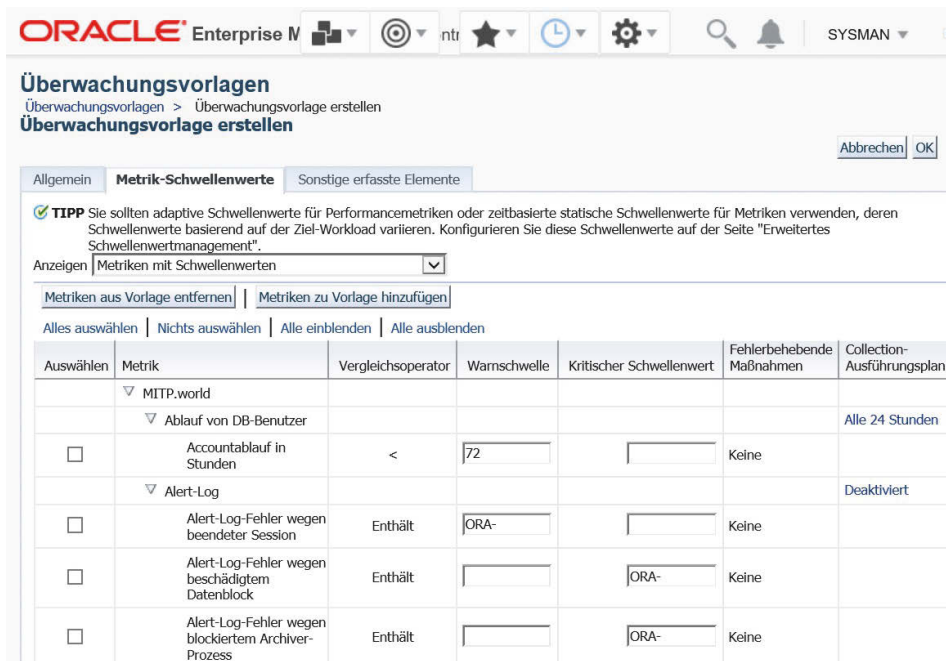 ORACLE Enterprise M ntr SYSMAN
Überwachungsvorlagen
Überwachungsvorlagen > Überwachungsvorlage erstellen
Überwachungsvorlage erstellen
Abbrechen OK
Allgemein Metrik-Schwellenwerte Sonstige erfasste Elemente
TIPP Sie sollten adaptive Schwellenwerte für Performancemetriken oder zeitbasierte statische Schwellenwerte für Metriken verwenden, deren
Schwellenwerte basierend auf der Ziel-Workload variieren. Konfigurieren Sie diese Schwellenwerte auf der Seite "Erweitertes
Schwellenwertmanagement".
Anzeigen Metriken mit Schwellenwerten
Metriken aus Vorlage entfernen | Metriken zu Vorlage hinzufügen
Alles auswählen | Nichts auswählen | Alle einblenden | Alle ausblenden
Auswählen Metrik Vergleichsoperator Warnschwelle Kritischer Schwellenwert Fehlerbehebende Maßnahmen Collection-Ausführungsplan
MITP.world
Ablauf von DB-Benutzer Alle 24 Stunden
Accountablauf in
Stunden < 72 Keine
Alert-Log Deaktiviert
Alert-Log-Fehler wegen
beendeter Session Enthält ORA- Keine
Alert-Log-Fehler wegen
beschädigtem
Datenblock Enthält ORA- Keine
Alert-Log-Fehler wegen
blockiertem Archiver-
Prozess Enthält ORA- Keine